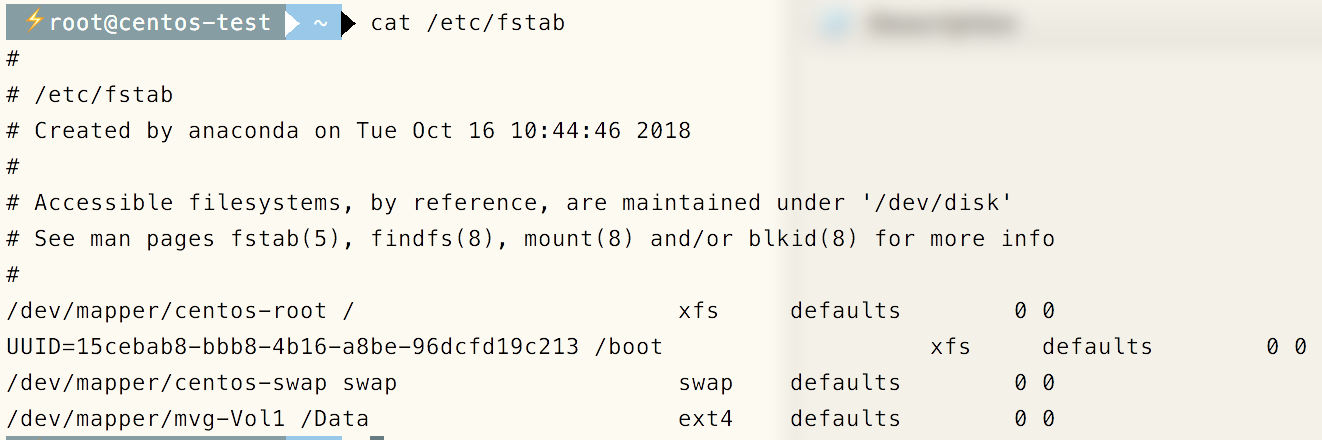 ⚡root@centos-test ~ cat /etc/fstab
#
# /etc/fstab
# Created by anaconda on Tue Oct 16 10:44:46 2018
#
# Accessible filesystems, by reference, are maintained under '/dev/disk'
# See man pages fstab(5), findfs(8), mount(8) and/or blkid(8) for more info
#
/dev/mapper/centos-root / xfs defaults 0 0
UUID=15cebab8-bbb8-4b16-a8be-96dcfd19c213 /boot xfs defaults 0 0
/dev/mapper/centos-swap swap swap defaults 0 0
/dev/mapper/mvg-Vol1 /Data ext4 defaults 0 0